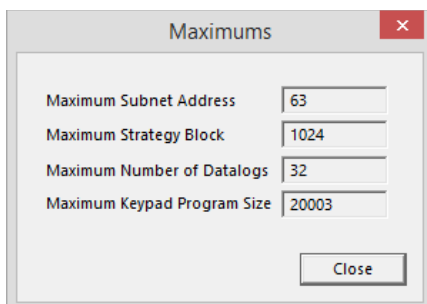 Maximums
Maximum Subnet Address 63
Maximum Strategy Block 1024
Maximum Number of Datalogs 32
Maximum Keypad Program Size 20003
Close